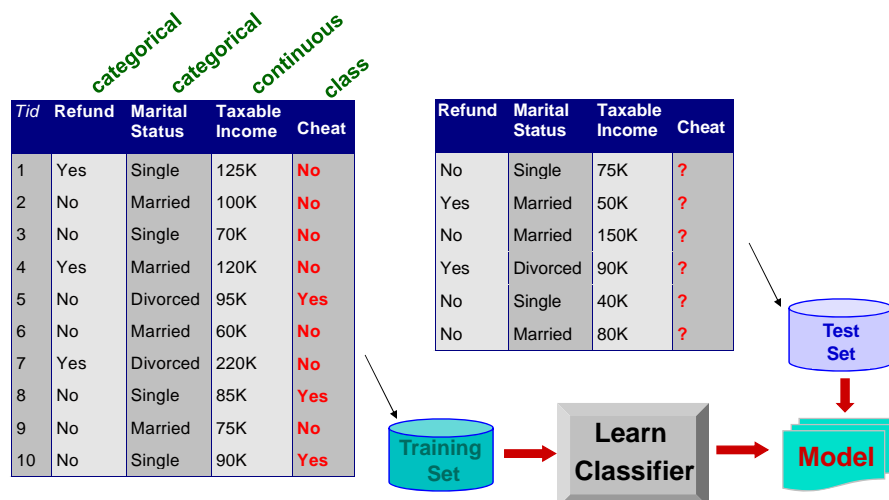 categorical
categorical
continuous
class
Tid Refund Marital Status Taxable Income Cheat
1 Yes Single 125K No
2 No Married 100K No
3 No Single 70K No
4 Yes Married 120K No
5 No Divorced 95K Yes
6 No Married 60K No
7 Yes Divorced 220K No
8 No Single 85K Yes
9 No Married 75K No
10 No Single 90K Yes
Refund Marital Status Taxable Income Cheat
No Single 75K ?
Yes Married 50K ?
No Married 150K ?
Yes Divorced 90K ?
No Single 40K ?
No Married 80K ?
Test
Set
Training
Set
Learn
Classifier
Model